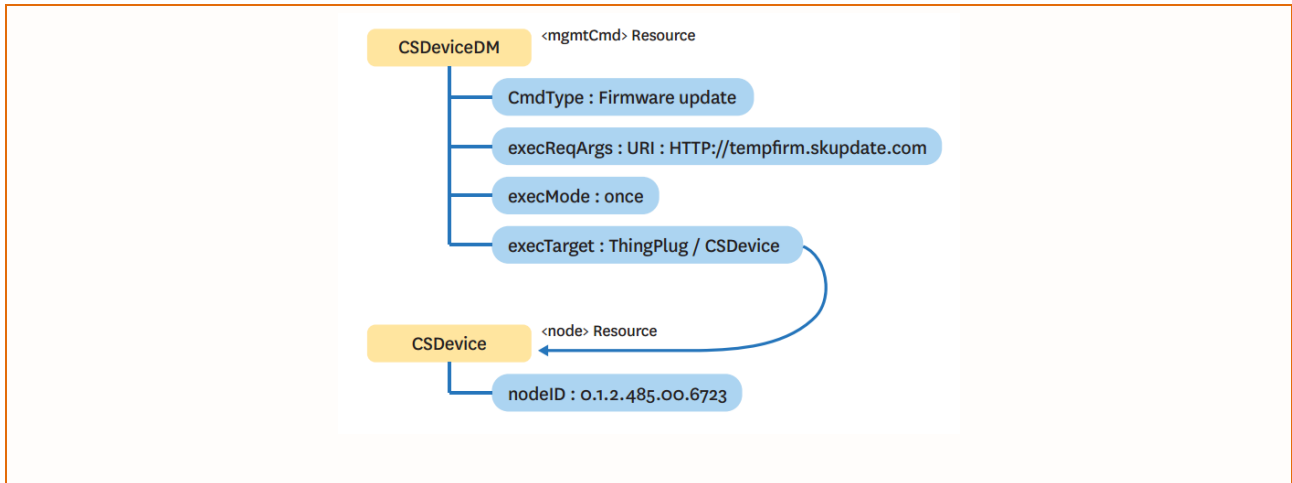 CSDeviceDM
‹mgmtCmd› Resource
CmdType : Firmware update
execReqArgs : URI : HTTP://tempfirm.skupdate.com
execMode : once
execTarget : ThingPlug / CSDevice
CSDevice
‹node› Resource
nodeID : 0.1.2.485.00.6723